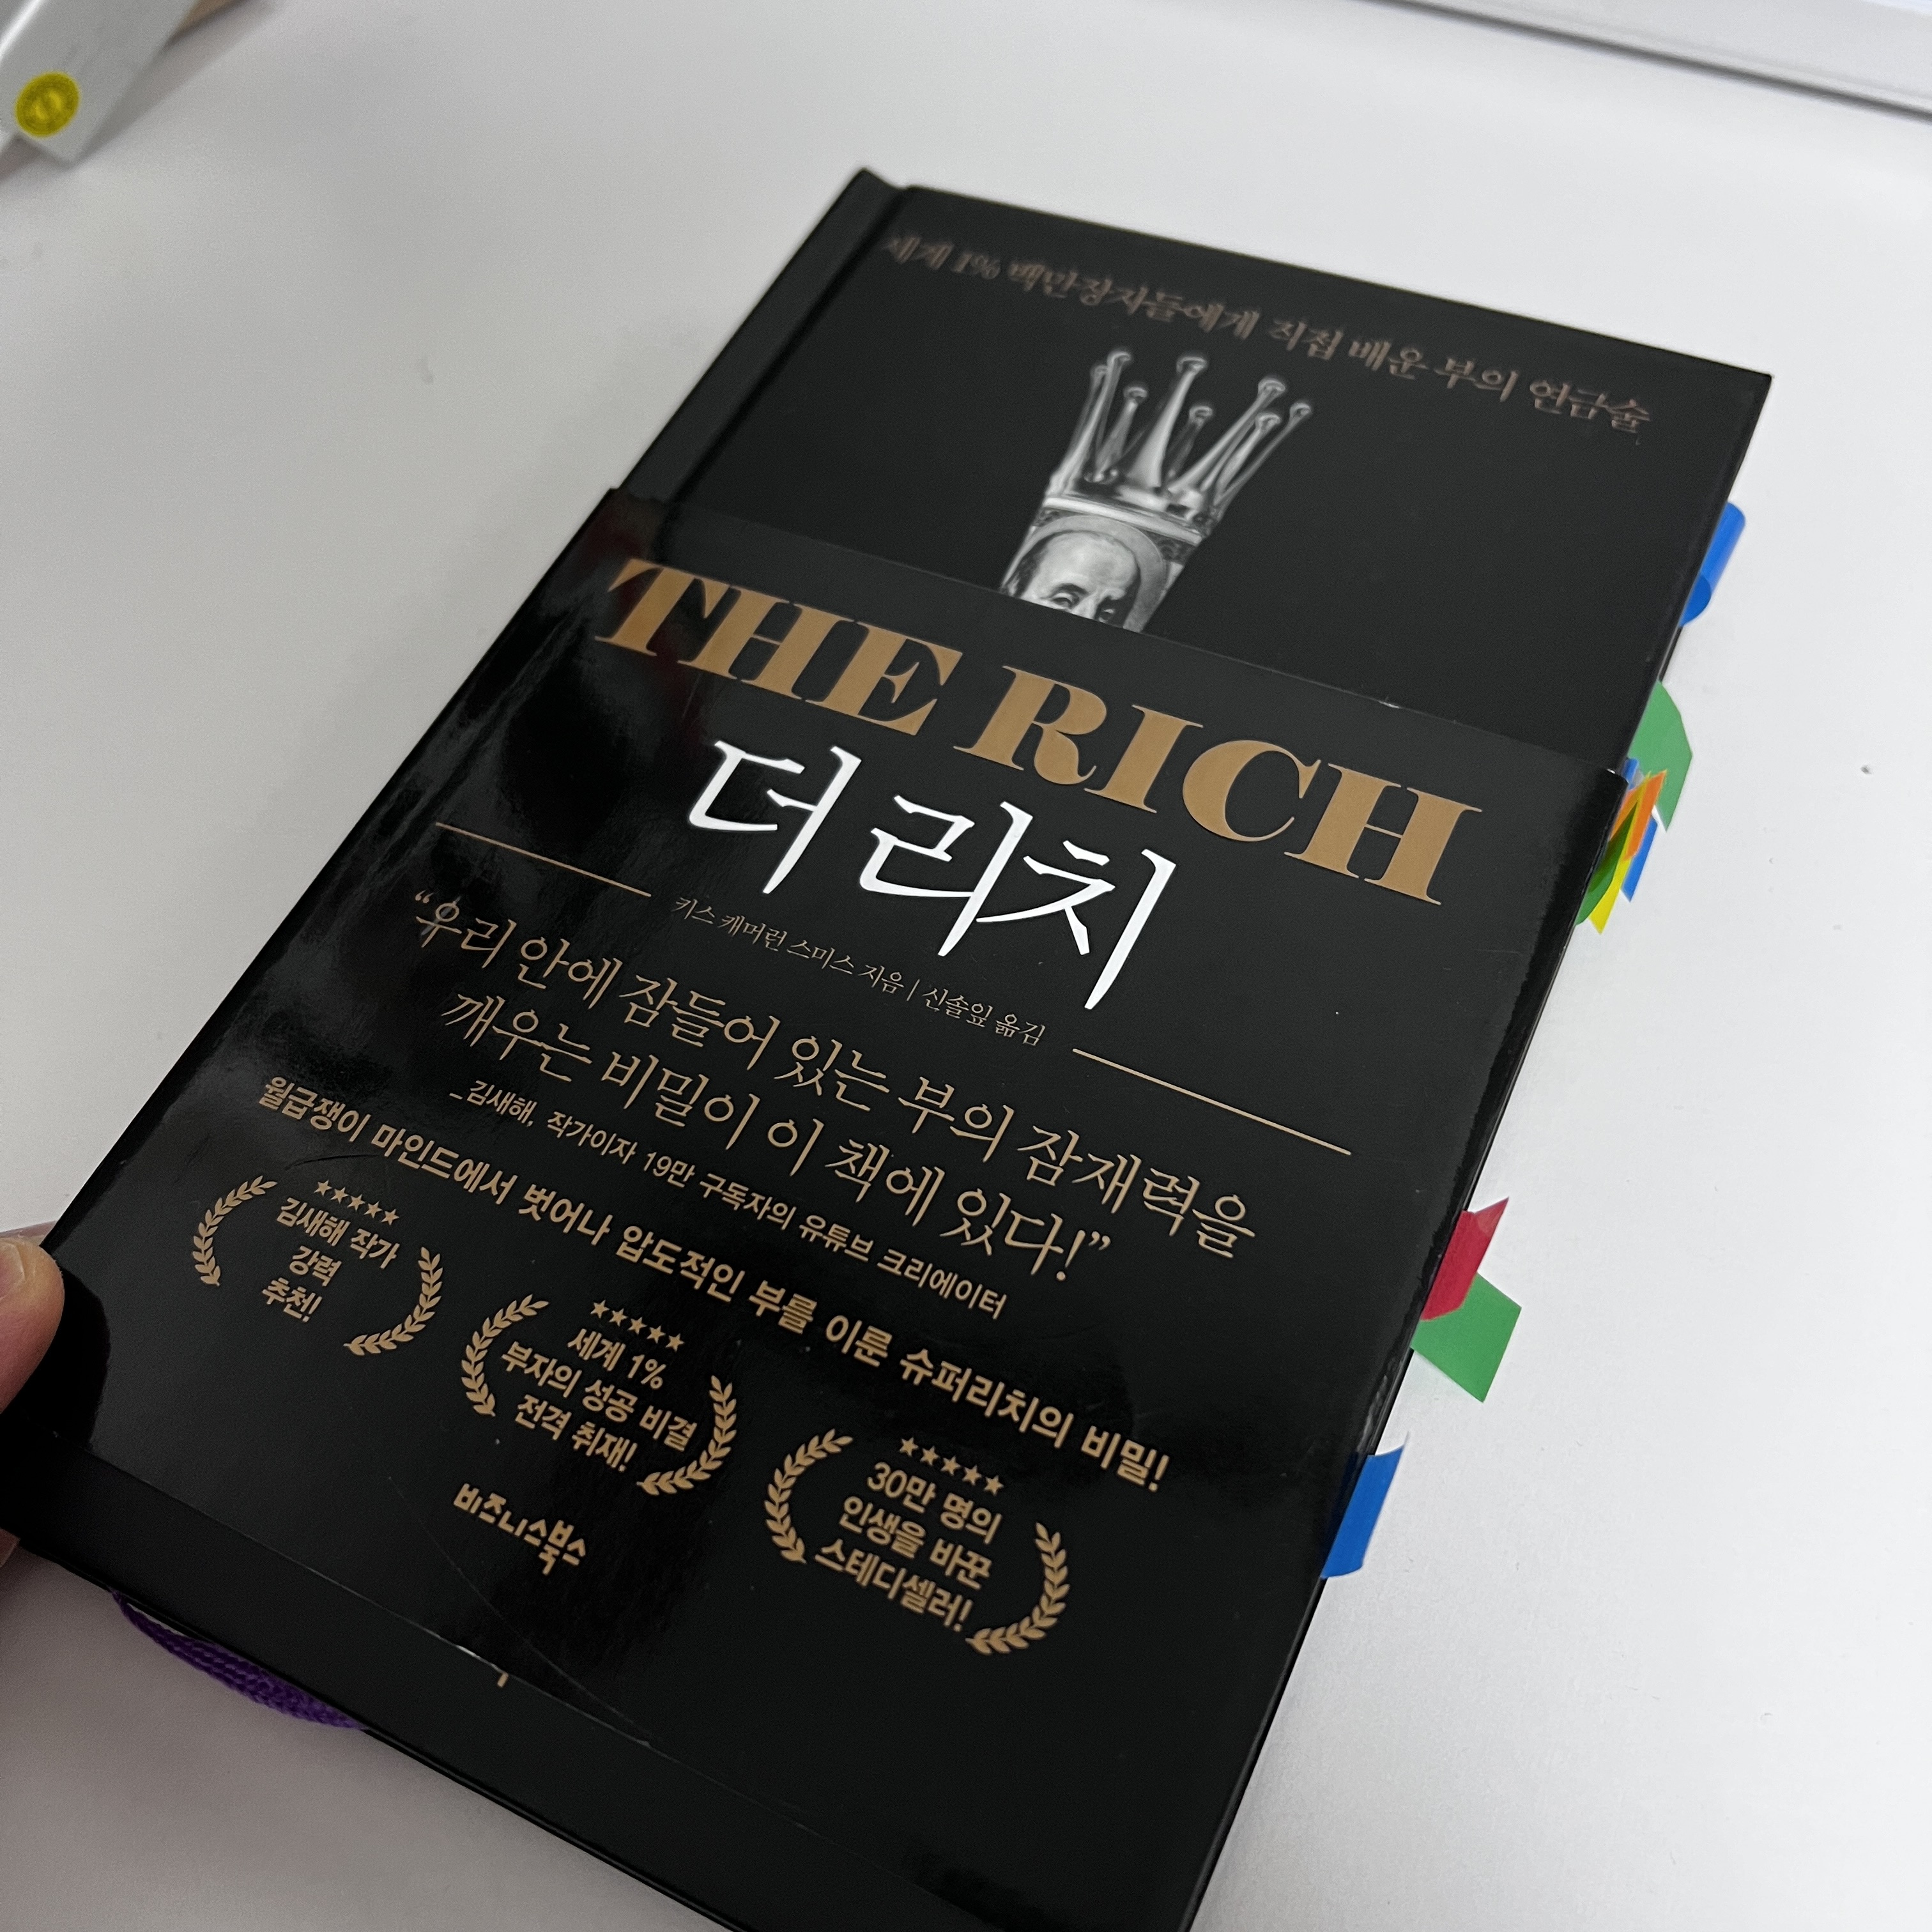 세계 1% 백만장자들에게 직접 배운 부의 연금술
THE RICH
더 리치
키스 캐머런 스미스 지음 | 신솔잎 옮김
“우리 안에 잠들어 있는 부의 잠재력을
깨우는 비밀이 이 책에 있다!”
_김새해, 작가이자 19만 구독자의 유튜브 크리에이터
월급쟁이 마인드에서 벗어나 압도적인 부를 이룬 슈퍼리치의 비밀!
★★★★★
김새해 작가
강력
추천!
★★★★★
세계 1%
부자의 성공 비결
전격 취재!
★★★★★
30만 명의
인생을 바꾼
스테디셀러!
비즈니스북스